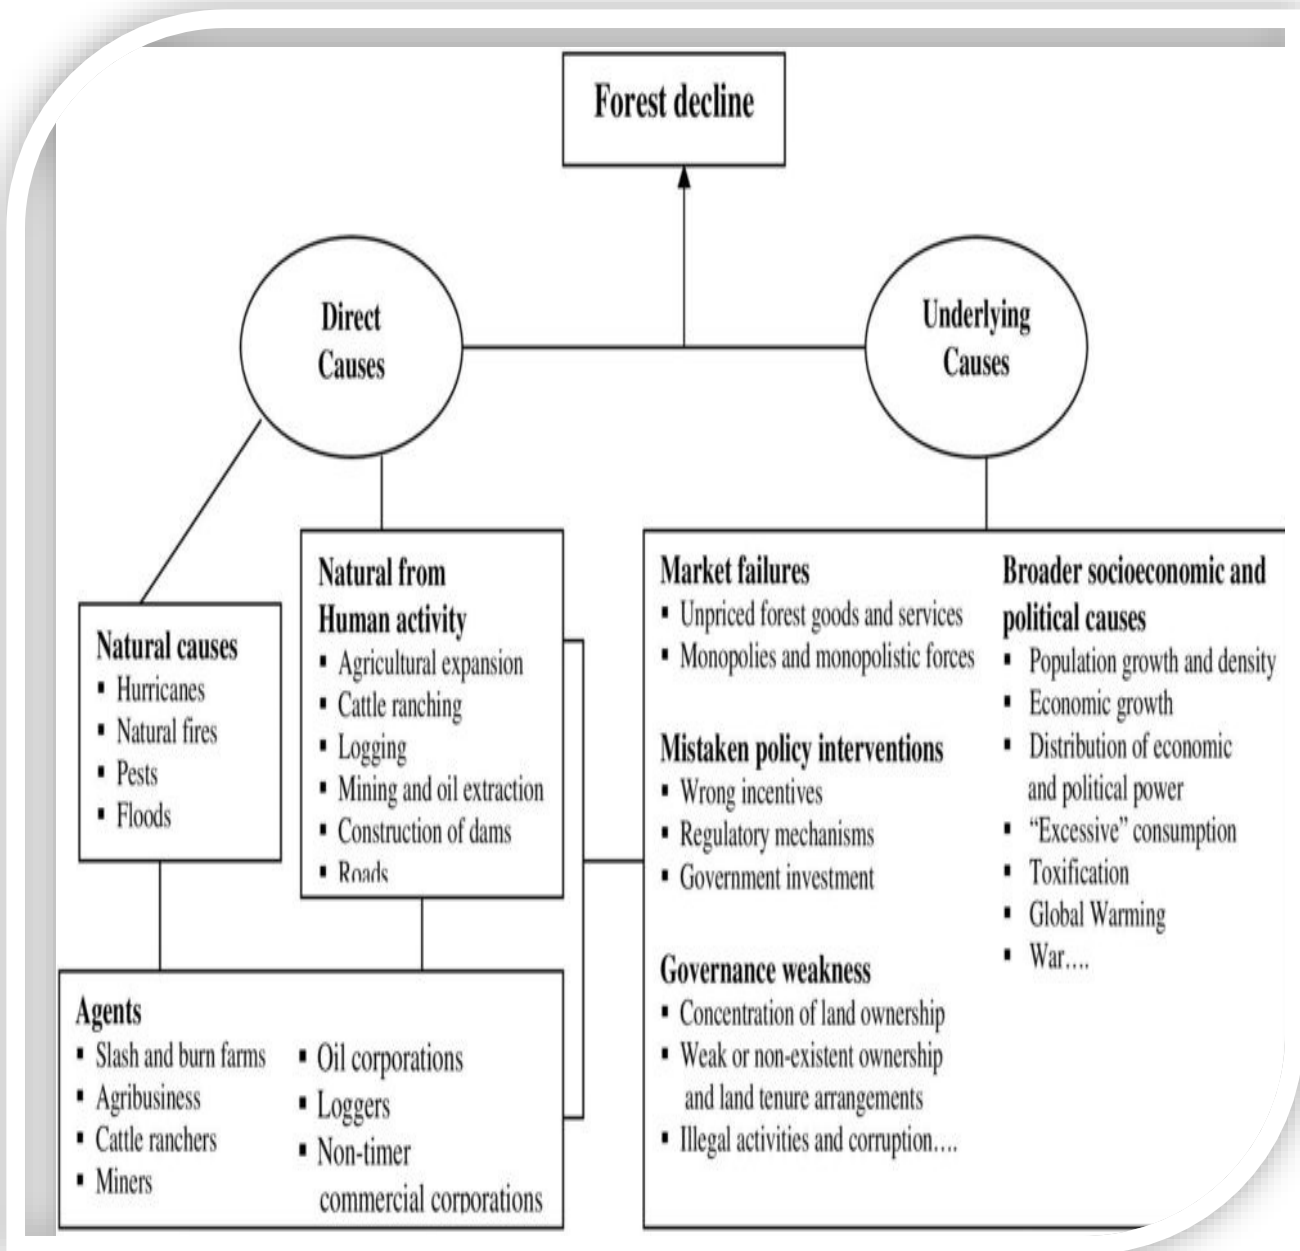 Forest decline
Direct
Causes
Underlying
Causes
Natural causes
▪ Hurricanes
▪ Natural fires
▪ Pests
▪ Floods
Natural from
Human activity
▪ Agricultural expansion
▪ Cattle ranching
▪ Logging
▪ Mining and oil extraction
▪ Construction of dams
▪ Roads
Agents
▪ Slash and burn farms
▪ Agribusiness
▪ Cattle ranchers
▪ Miners
▪ Oil corporations
▪ Loggers
▪ Non-timer
commercial corporations
Market failures
▪ Unpriced forest goods and services
▪ Monopolies and monopolistic forces
Mistaken policy interventions
▪ Wrong incentives
▪ Regulatory mechanisms
▪ Government investment
Governance weakness
▪ Concentration of land ownership
▪ Weak or non-existent ownership
and land tenure arrangements
▪ Illegal activities and corruption....
Broader socioeconomic and
political causes
▪ Population growth and density
▪ Economic growth
▪ Distribution of economic
and political power
▪ “Excessive” consumption
▪ Toxification
▪ Global Warming
▪ War....